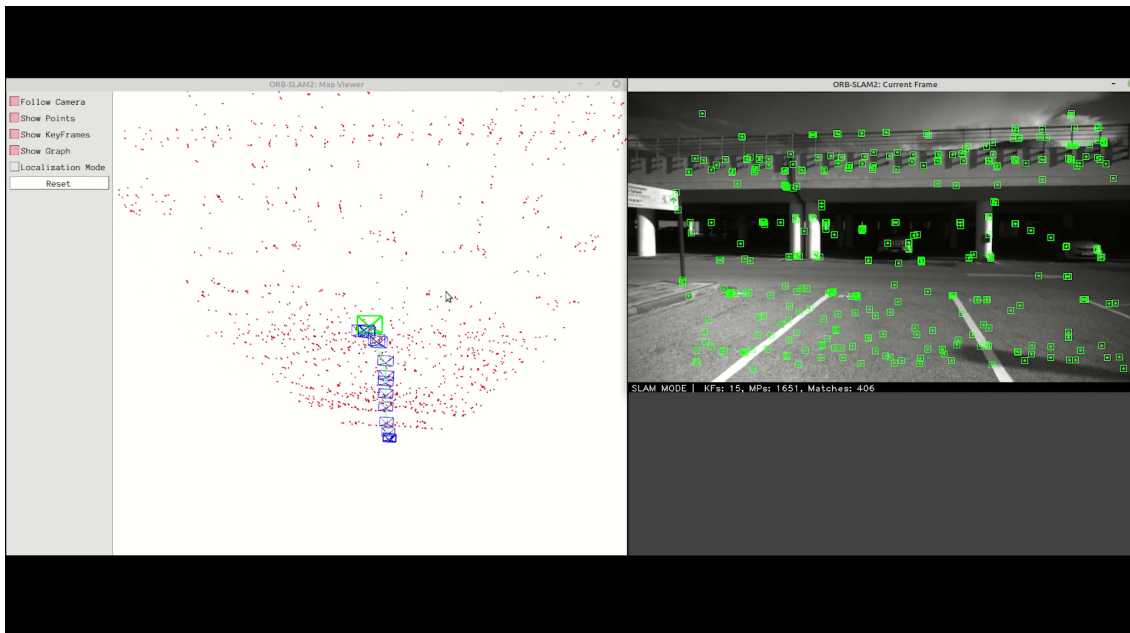 ORB-SLAM2: Map Viewer
Follow Camera
Show Points
Show KeyFrames
Show Graph
Localization Mode
Reset
ORB-SLAM2: Current Frame
SLAM MODE | KFs: 15, MPs: 1651, Matches: 406